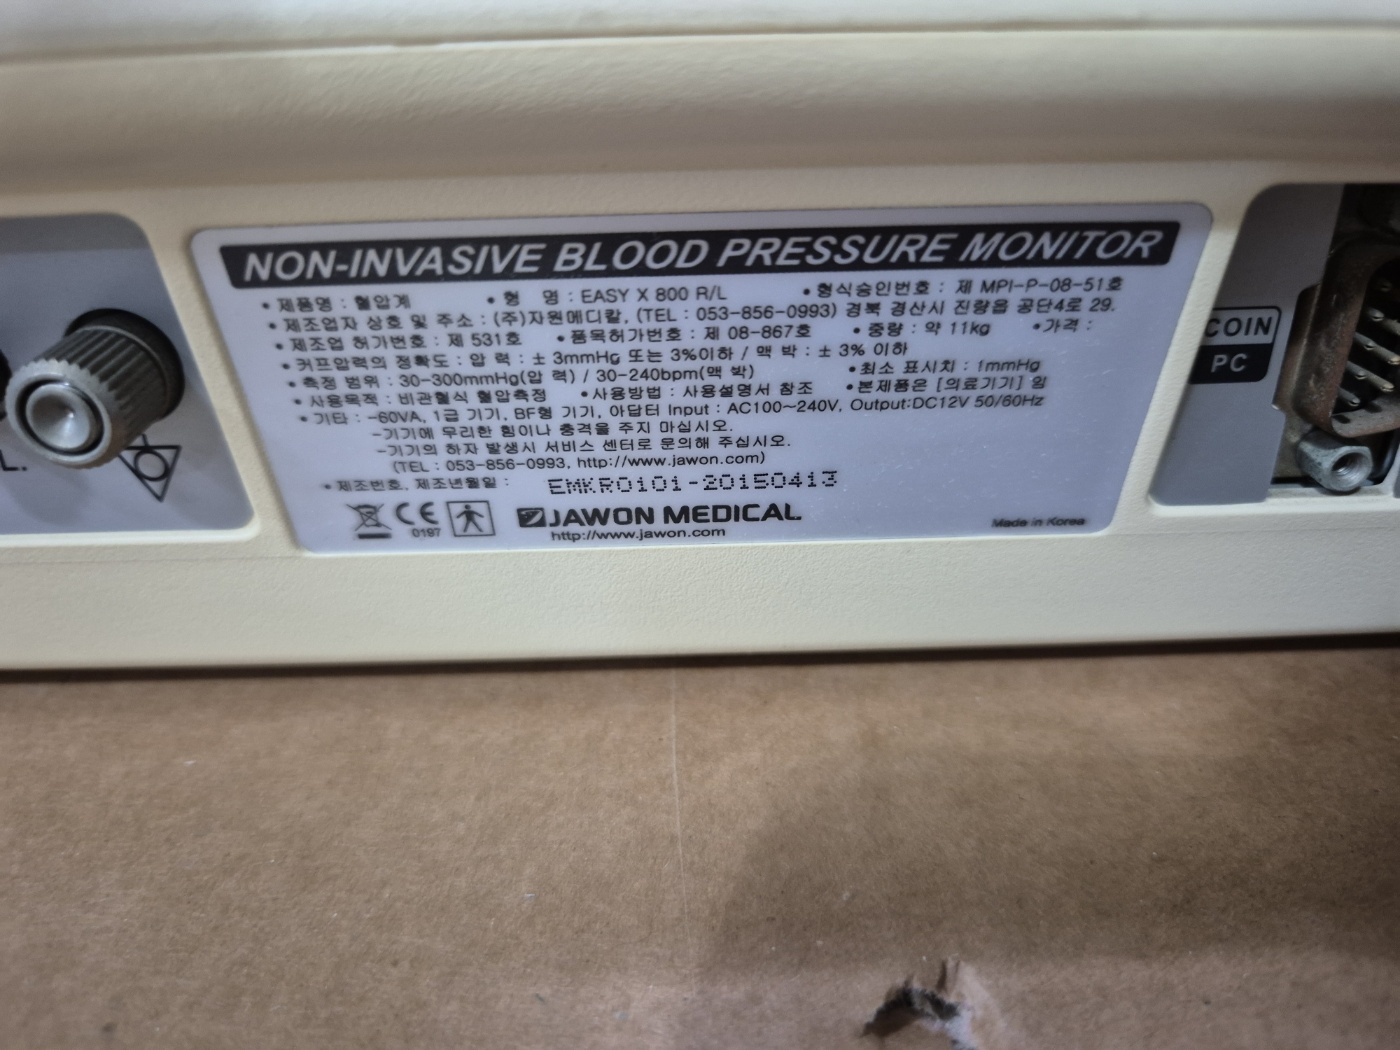 NON-INVASIVE BLOOD PRESSURE MONITOR
• 제품명 : 혈압계 • 형 명 : EASY X 800 R/L • 형식승인번호 : 제 MPI-P-08-51호
• 제조업자 상호 및 주소 : (주)자원메디칼, (TEL : 053-856-0993) 경북 경산시 진량읍 공단4로 29.
• 제조업 허가번호 : 제 531호 • 품목허가번호 : 제 08-867호 • 중량 : 약 11kg • 가격 :
• 커프압력의 정확도 : 압 력 : ± 3mmHg 또는 3%이하 / 맥 박 : ± 3% 이하
• 측정 범위 : 30-300mmHg(압 력) / 30-240bpm(맥 박) • 최소 표시치 : 1mmHg
• 사용목적 : 비관혈식 혈압측정 • 사용방법 : 사용설명서 참조 • 본제품은 [의료기기] 임
• 기타 : -60VA, 1급 기기, BF형 기기, 아답터 Input : AC100~240V, Output:DC12V 50/60Hz
-기기에 무리한 힘이나 충격을 주지 마십시오.
-기기의 하자 발생시 서비스 센터로 문의해 주십시오.
(TEL : 053-856-0993, http://www.jawon.com)
• 제조번호, 제조년월일 : EMKR0101-20150413
CE 0197 JAWON MEDICAL
http://www.jawon.com
Made in Korea
COIN
PC
L.